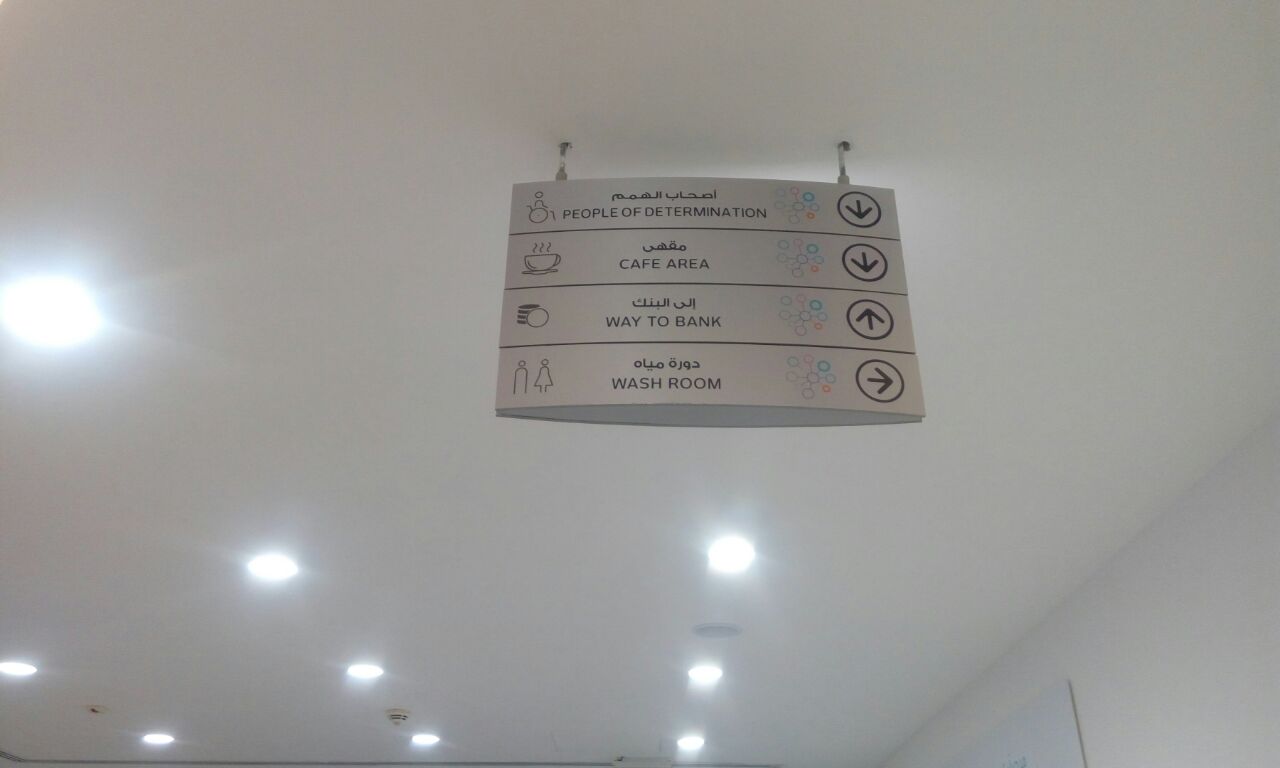 أصحاب الهمم
PEOPLE OF DETERMINATION
مقهى
CAFE AREA
إلى البنك
WAY TO BANK
دورة مياه
WASH ROOM